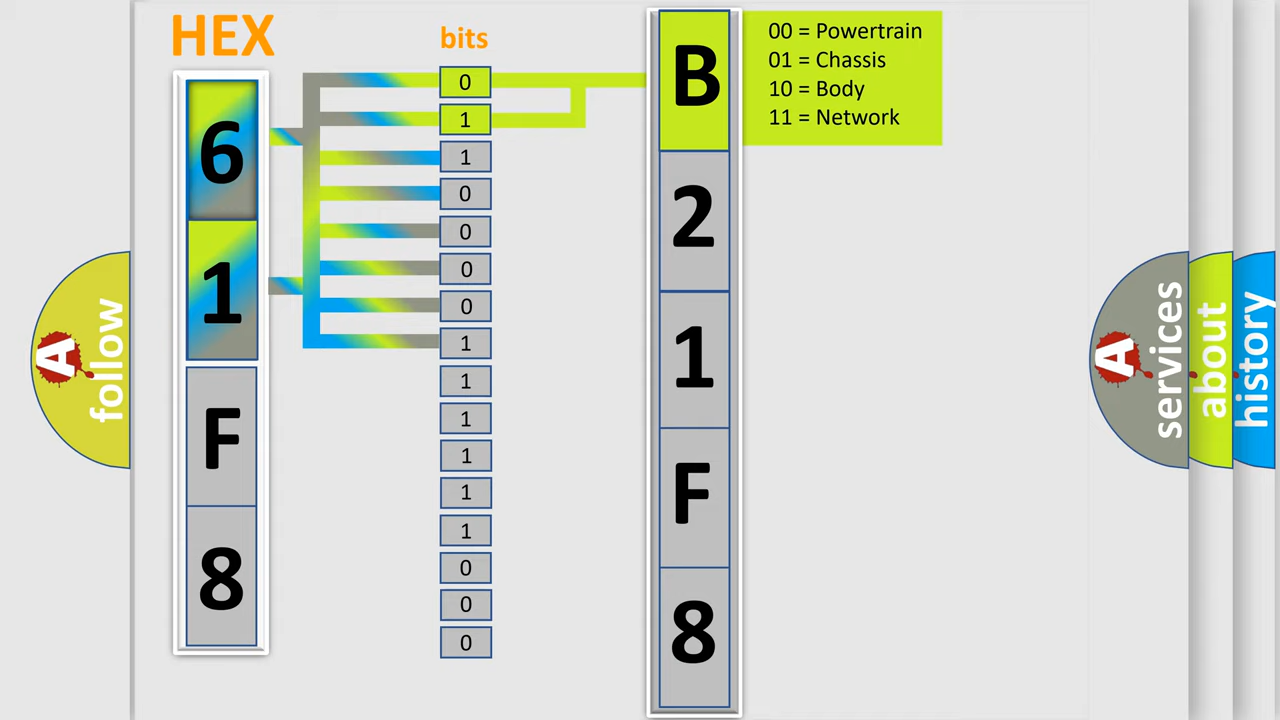 HEX
bits
6
1
F
8
0
1
1
0
0
0
0
1
1
1
1
1
1
0
0
0
B
2
1
F
8
00 = Powertrain
01 = Chassis
10 = Body
11 = Network
A
follow
A
services
about
history